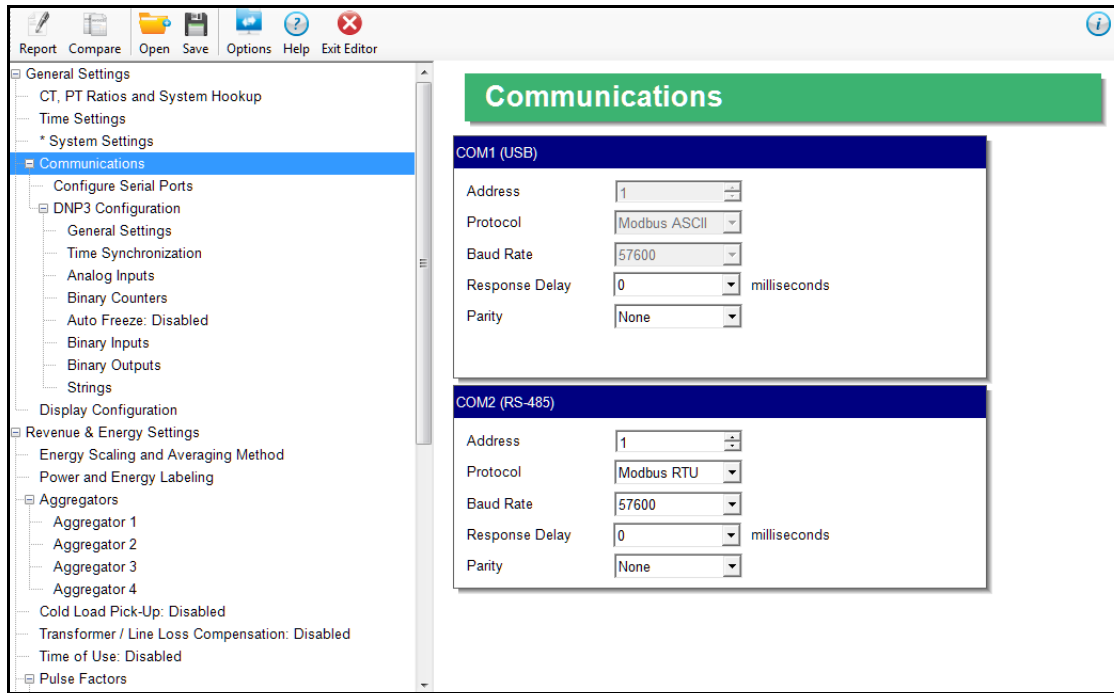 Report Compare Open Save Options Help Exit Editor
General Settings
CT, PT Ratios and System Hookup
Time Settings
* System Settings
Communications
Configure Serial Ports
DNP3 Configuration
General Settings
Time Synchronization
Analog Inputs
Binary Counters
Auto Freeze: Disabled
Binary Inputs
Binary Outputs
Strings
Display Configuration
Revenue & Energy Settings
Energy Scaling and Averaging Method
Power and Energy Labeling
Aggregators
Aggregator 1
Aggregator 2
Aggregator 3
Aggregator 4
Cold Load Pick-Up: Disabled
Transformer / Line Loss Compensation: Disabled
Time of Use: Disabled
Pulse Factors
Communications
COM1 (USB)
Address 1
Protocol Modbus ASCII
Baud Rate 57600
Response Delay 0 milliseconds
Parity None
COM2 (RS-485)
Address 1
Protocol Modbus RTU
Baud Rate 57600
Response Delay 0 milliseconds
Parity None